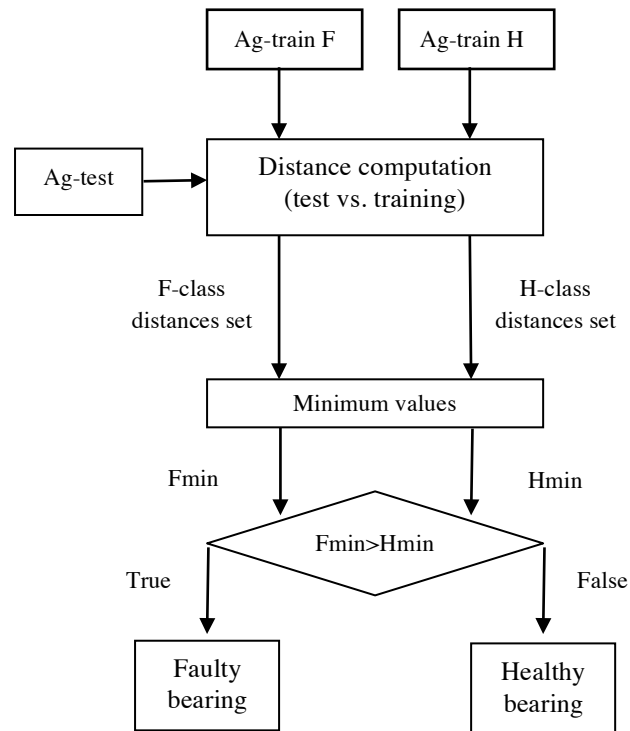 Ag-train F
Ag-train H
Ag-test
Distance computation
(test vs. training)
F-class
distances set
H-class
distances set
Minimum values
Fmin
Hmin
Fmin>Hmin
True
False
Faulty
bearing
Healthy
bearing